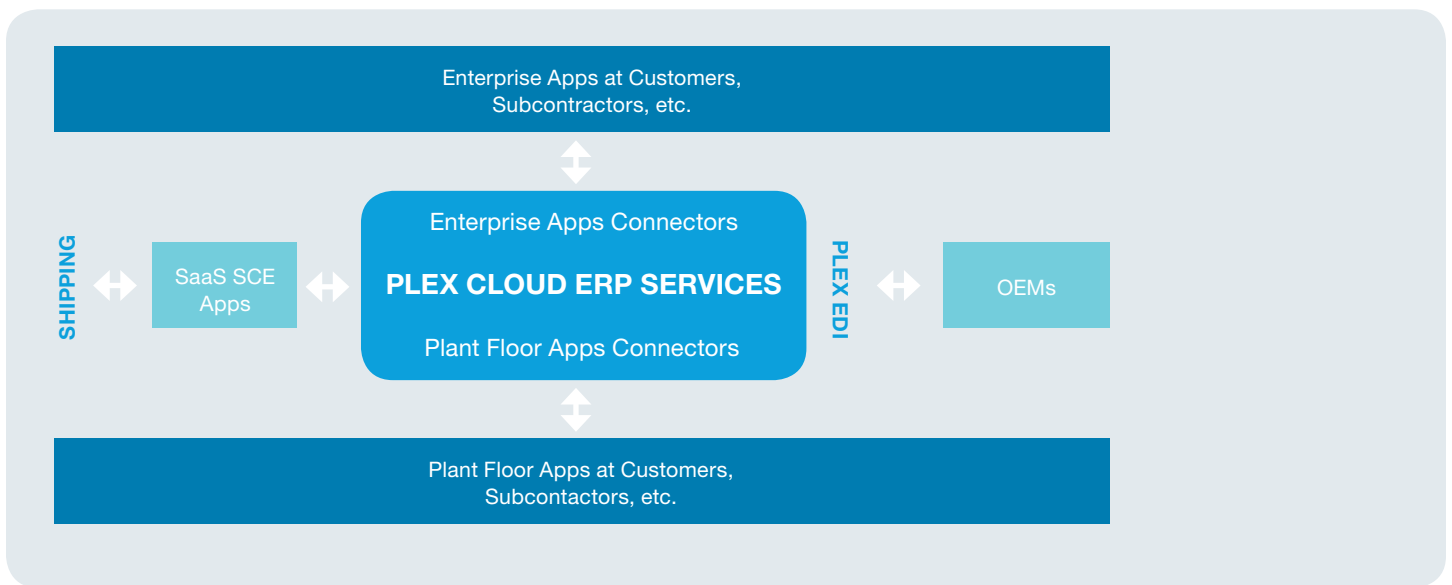 Enterprise Apps at Customers,
Subcontractors, etc.
SHIPPING
SaaS SCE
Apps
Enterprise Apps Connectors
PLEX CLOUD ERP SERVICES
Plant Floor Apps Connectors
PLEX EDI
OEMs
Plant Floor Apps at Customers,
Subcontactors, etc.